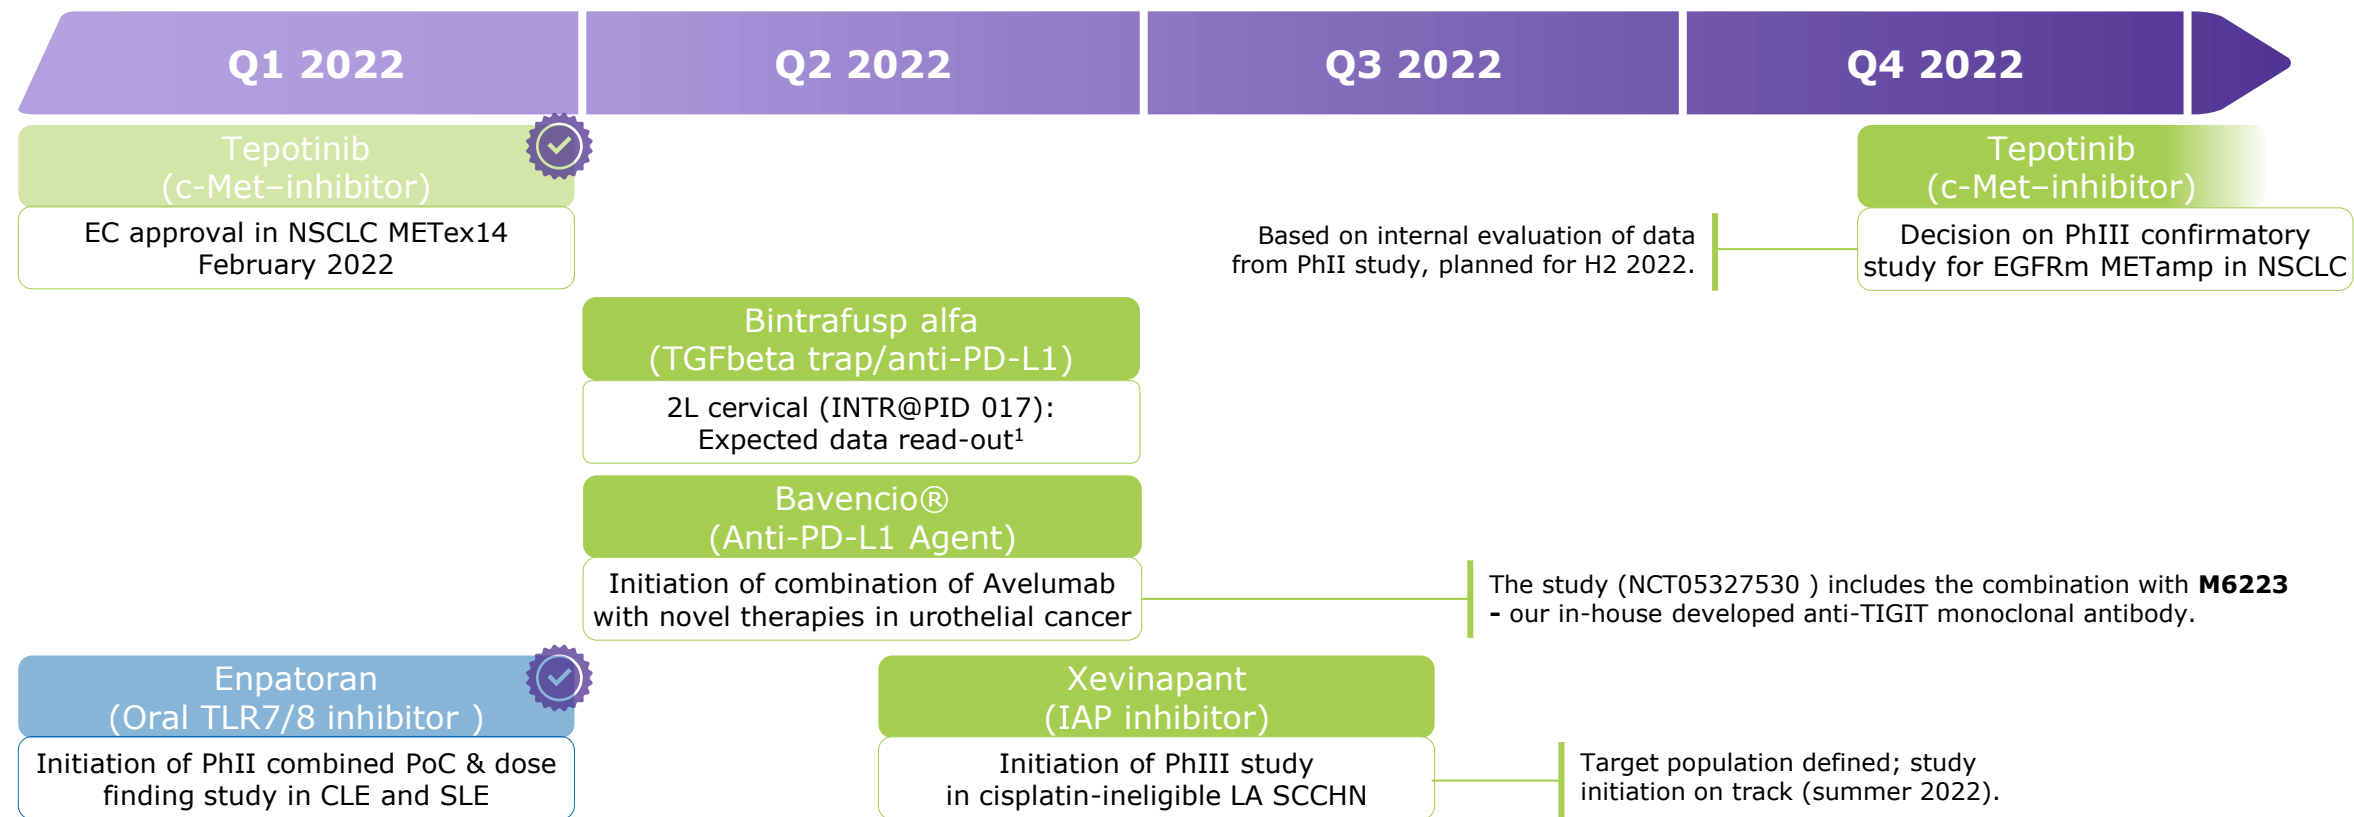 Q1 2022
Q2 2022
Q3 2022
Q4 2022
Tepotinib
(c-Met–inhibitor)
EC approval in NSCLC METex14
February 2022
Based on internal evaluation of data
from PhII study, planned for H2 2022.
Tepotinib
(c-Met–inhibitor)
Decision on PhIII confirmatory
study for EGFRm METamp in NSCLC
Bintrafusp alfa
(TGFbeta trap/anti-PD-L1)
2L cervical (INTR@PID 017):
Expected data read-out¹
Bavencio®
(Anti-PD-L1 Agent)
Initiation of combination of Avelumab
with novel therapies in urothelial cancer
The study (NCT05327530 ) includes the combination with M6223
- our in-house developed anti-TIGIT monoclonal antibody.
Enpatoran
(Oral TLR7/8 inhibitor )
Initiation of PhII combined PoC & dose
finding study in CLE and SLE
Xevinapant
(IAP inhibitor)
Initiation of PhIII study
in cisplatin-ineligible LA SCCHN
Target population defined; study
initiation on track (summer 2022).